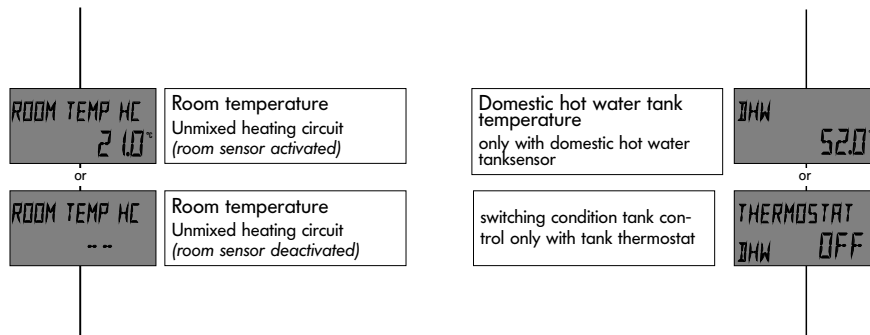 ROOM TEMP HC
21.0°C
Room temperature
Unmixed heating circuit
(room sensor activated)
or
ROOM TEMP HC
-- --
Room temperature
Unmixed heating circuit
(room sensor deactivated)
Domestic hot water tank
temperature
only with domestic hot water
tanksensor
DHW
52.0°
or
switching condition tank con-
trol only with tank thermostat
THERMOSTAT
DHW OFF